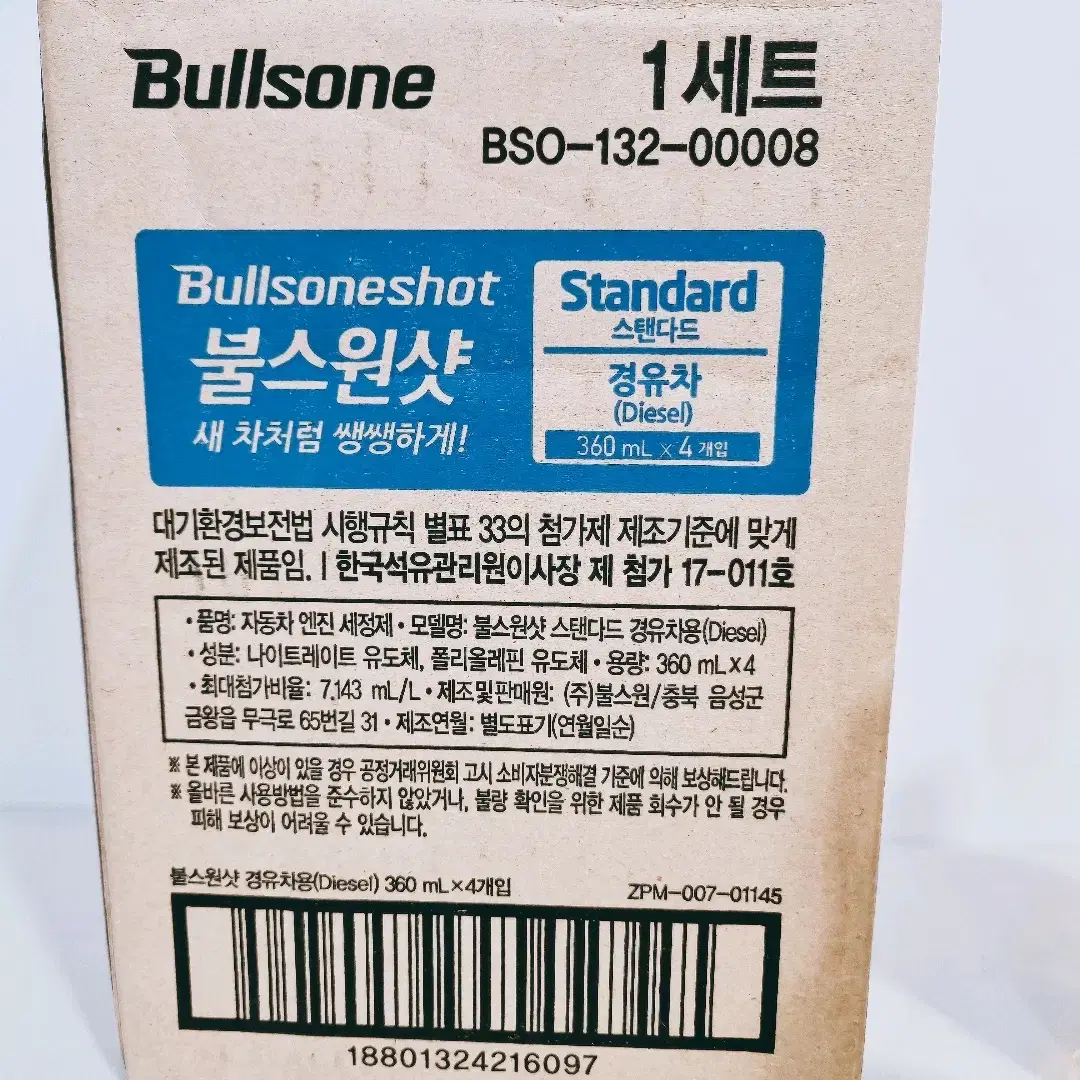 Bullsone
1세트
BSO-132-00008
Bullsoneshot
불스원샷
새 차처럼 쌩쌩하게!
Standard
스탠다드
경유차
(Diesel)
360 mL × 4 개입
대기환경보전법 시행규칙 별표 33의 첨가제 제조기준에 맞게
제조된 제품임. | 한국석유관리원이사장 제 첨가 17-011호
• 품명: 자동차 엔진 세정제 • 모델명: 불스원샷 스탠다드 경유차용(Diesel)
• 성분: 나이트레이트 유도체, 폴리올레핀 유도체 • 용량: 360 mL×4
• 최대첨가비율: 7.143 mL/L • 제조및판매원: (주)불스원/충북 음성군
금왕읍 무극로 65번길 31 • 제조연월: 별도표기(연월일순)
※ 본 제품에 이상이 있을 경우 공정거래위원회 고시 소비자분쟁해결 기준에 의해 보상해드립니다.
※ 올바른 사용방법을 준수하지 않았거나, 불량 확인을 위한 제품 회수가 안 될 경우
피해 보상이 어려울 수 있습니다.
불스원샷 경유차용(Diesel) 360 mL×4개입
ZPM-007-01145
18801324216097